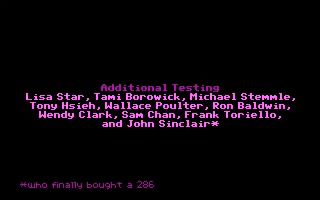 Additional Testing
Lisa Star, Tami Borowick, Michael Stemmle,
Tony Hsieh, Wallace Poulter, Ron Baldwin,
Wendy Clark, Sam Chan, Frank Toriello,
and John Sinclair*
*who finally bought a 286